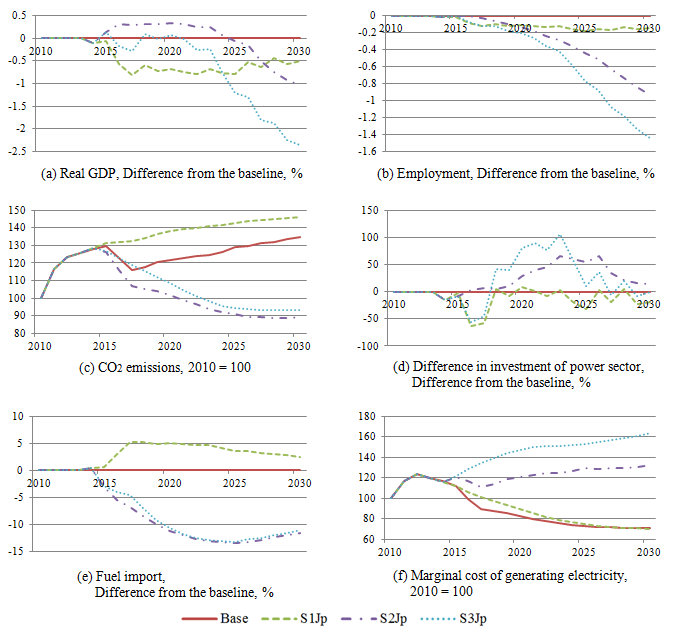 0.5
0
-0.5
-1
-1.5
-2
-2.5
2010 2015 2020 2025 2030
(a) Real GDP, Difference from the baseline, %
0
-0.2
-0.4
-0.6
-0.8
-1
-1.2
-1.4
-1.6
2010 2015 2020 2025 2030
(b) Employment, Difference from the baseline, %
150
140
130
120
110
100
90
80
2010 2015 2020 2025 2030
(c) CO2 emissions, 2010 = 100
150
100
50
0
-50
-100
2010 2015 2020 2025 2030
(d) Difference in investment of power sector,
Difference from the baseline, %
10
5
0
-5
-10
-15
2010 2015 2020 2025 2030
(e) Fuel import,
Difference from the baseline, %
180
160
140
120
100
80
60
2010 2015 2020 2025 2030
(f) Marginal cost of generating electricity,
2010 = 100
Base S1Jp S2Jp S3Jp